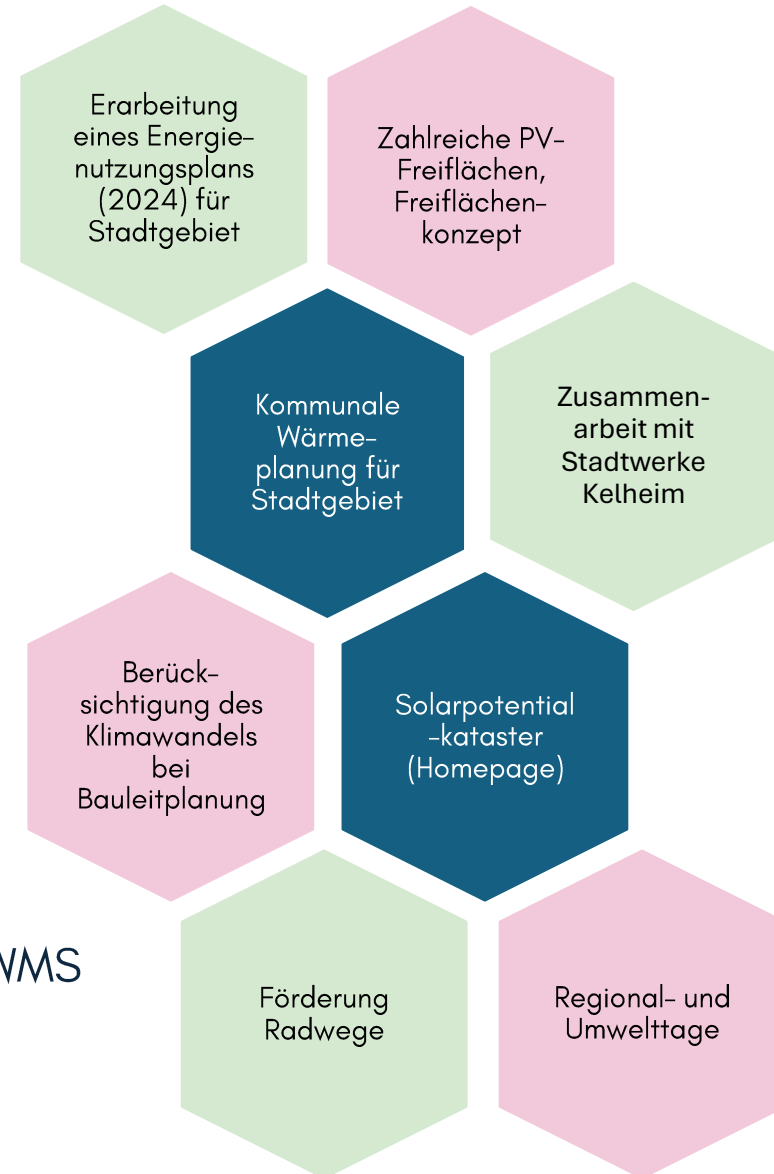 Erarbeitung
eines Energie-
nutzungsplans
(2024) für
Stadtgebiet
Zahlreiche PV-
Freiflächen,
Freiflächen-
konzept
Kommunale
Wärme-
planung für
Stadtgebiet
Zusammen-
arbeit mit
Stadtwerke
Kelheim
Berück-
sichtigung des
Klimawandels
bei
Bauleitplanung
Solarpotential
-kataster
(Homepage)
Förderung
Radwege
Regional- und
Umwelttage